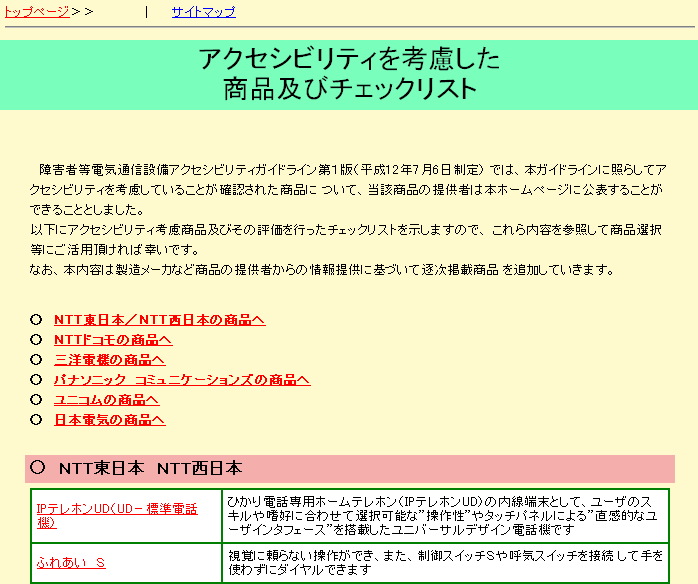 トップページ＞＞　　　｜　サイトマップ
アクセシビリティを考慮した
商品及びチェックリスト
障害者等電気通信設備アクセシビリティガイドライン第１版（平成12年７月６日制定）では、本ガイドラインに照らしてア
クセシビリティを考慮していることが確認された商品に ついて、当該商品の提供者は本ホームページに公表することが
できることとしました。
以下にアクセシビリティ考慮商品及びその評価を行ったチェックリストを示しますので、これら内容を参照して商品選択
等にご活用頂ければ幸いです。
なお、本内容は製造メーカなど商品の提供者からの情報提供に基づいて逐次掲載商品 を追加していきます。
○　NTT東日本／NTT西日本の商品へ
○　NTTドコモの商品へ
○　三洋電機の商品へ
○　パナソニック　コミュニケーションズの商品へ
○　ユニコムの商品へ
○　日本電気の商品へ
○　NTT東日本　NTT西日本
IPテレホンUD（UD－標準電話
機）
ひかり電話専用ホームテレホン（IPテレホンUD）の内線端末として、ユーザのス
キルや嗜好に合わせて選択可能な”操作性”やタッチパネルによる”直感的なユ
ーザインタフェース”を搭載したユニバーサルデザイン電話機です
ふれあい　S
視覚に頼らない操作ができ、また、制御スイッチSや呼気スイッチを接続して手を
使わずにダイヤルできます